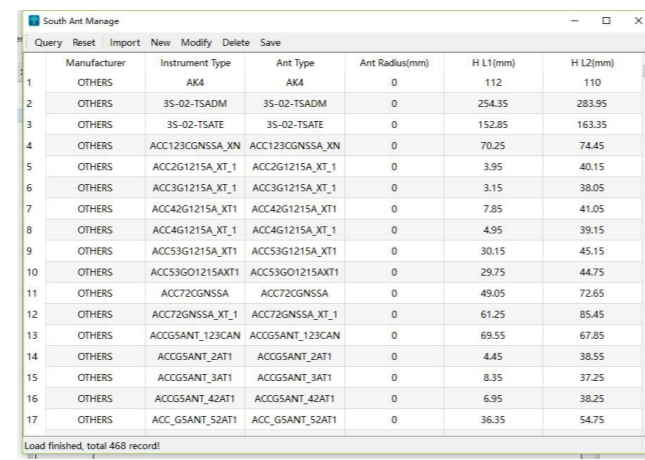 South Ant Manage
Query Reset Import New Modify Delete Save
Manufacturer Instrument Type Ant Type Ant Radius(mm) H L1(mm) H L2(mm)
1 OTHERS AK4 AK4 0 112 110
2 OTHERS 3S-02-TSADM 3S-02-TSADM 0 254.35 283.95
3 OTHERS 3S-02-TSATE 3S-02-TSATE 0 152.85 163.35
4 OTHERS ACC123CGNSSA_XN ACC123CGNSSA_XN 0 70.25 74.45
5 OTHERS ACC2G1215A_XT_1 ACC2G1215A_XT_1 0 3.95 40.15
6 OTHERS ACC3G1215A_XT_1 ACC3G1215A_XT_1 0 3.15 38.05
7 OTHERS ACC42G1215A_XT1 ACC42G1215A_XT1 0 7.85 41.05
8 OTHERS ACC4G1215A_XT_1 ACC4G1215A_XT_1 0 4.95 39.15
9 OTHERS ACC53G1215A_XT1 ACC53G1215A_XT1 0 30.15 45.15
10 OTHERS ACC53GO1215AXT1 ACC53GO1215AXT1 0 29.75 44.75
11 OTHERS ACC72CGNSSA ACC72CGNSSA 0 49.05 72.65
12 OTHERS ACC72GNSSA_XT_1 ACC72GNSSA_XT_1 0 61.25 85.45
13 OTHERS ACCG5ANT_123CAN ACCG5ANT_123CAN 0 69.55 67.85
14 OTHERS ACCG5ANT_2AT1 ACCG5ANT_2AT1 0 4.45 38.55
15 OTHERS ACCG5ANT_3AT1 ACCG5ANT_3AT1 0 8.35 37.25
16 OTHERS ACCG5ANT_42AT1 ACCG5ANT_42AT1 0 6.95 38.25
17 OTHERS ACC_G5ANT_52AT1 ACC_G5ANT_52AT1 0 36.35 54.75
Load finished, total 468 record!